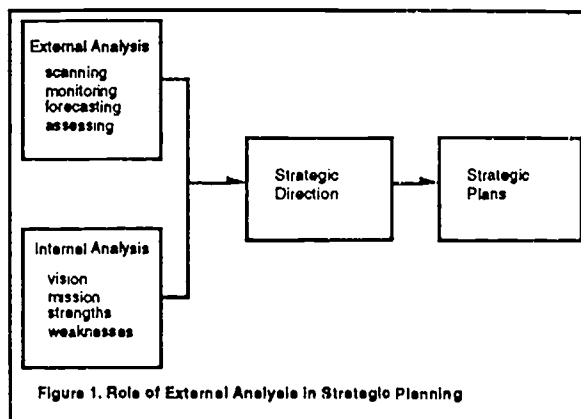 External Analysis
scanning
monitoring
forecasting
assessing
Strategic
Direction
Strategic
Plans
Internal Analysis
vision
mission
strengths
weaknesses
Figure 1. Role of External Analysis in Strategic Planning